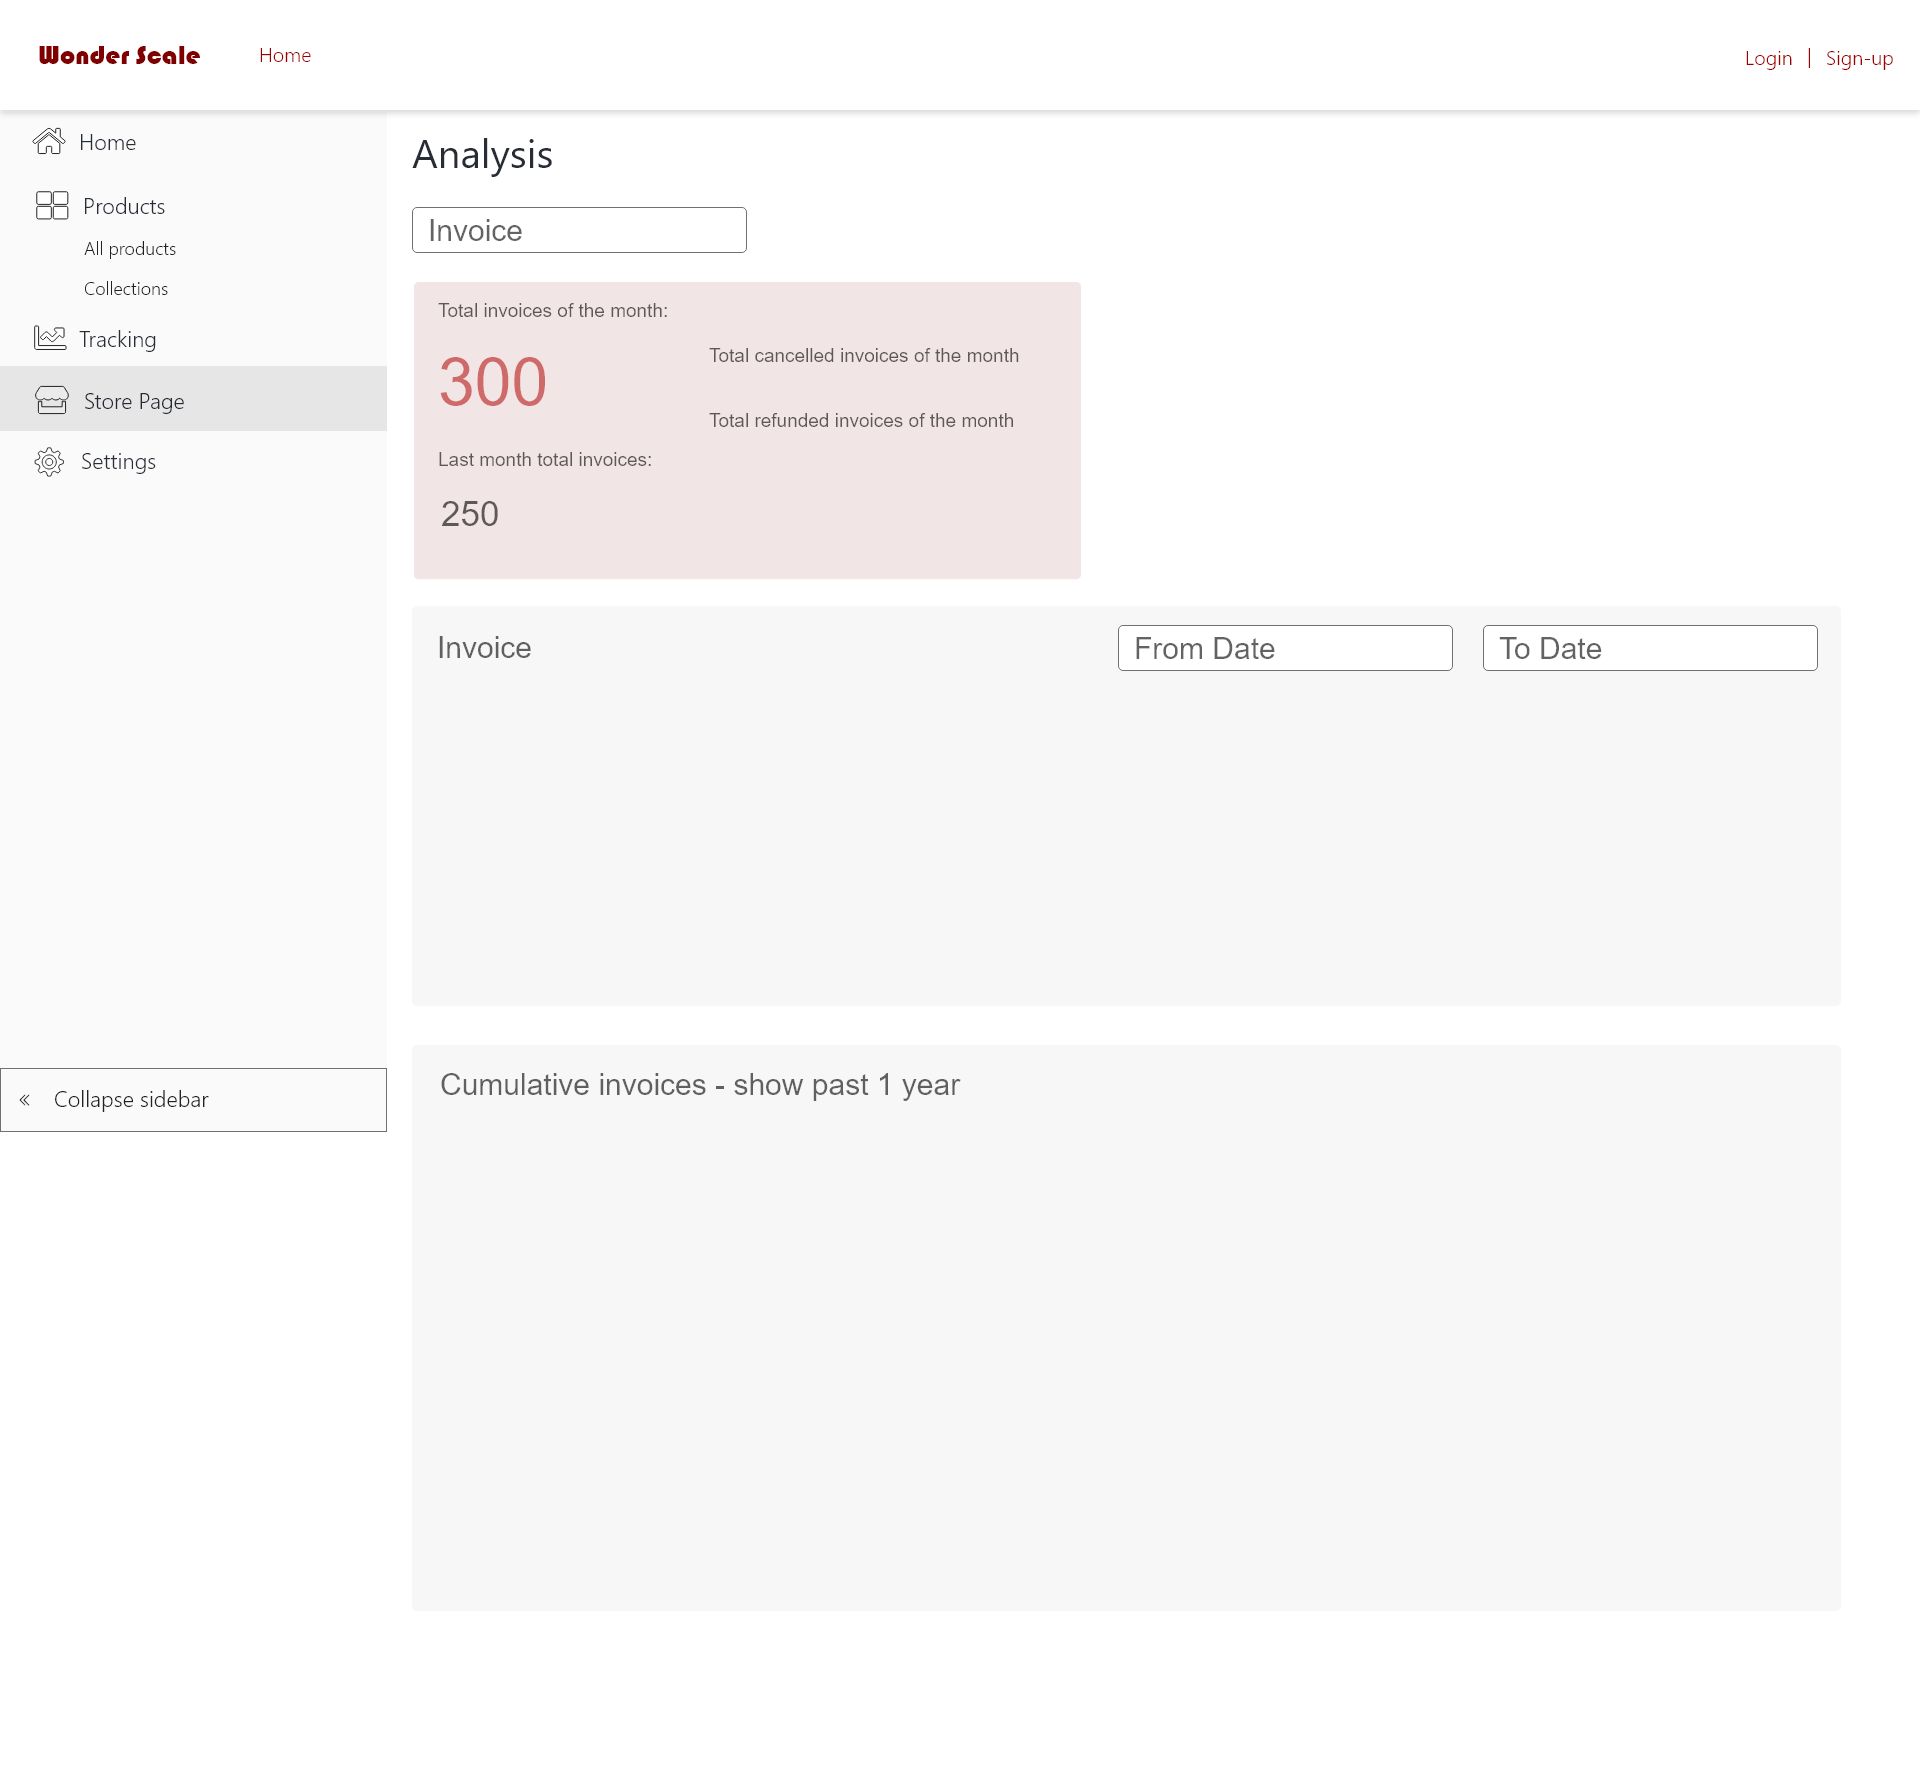 Wonder Scale
Home
Login | Sign-up
Home
Products
All products
Collections
Tracking
Store Page
Settings
« Collapse sidebar
Analysis
Invoice
Total invoices of the month:
300
Total cancelled invoices of the month
Total refunded invoices of the month
Last month total invoices:
250
Invoice
From Date
To Date
Cumulative invoices - show past 1 year